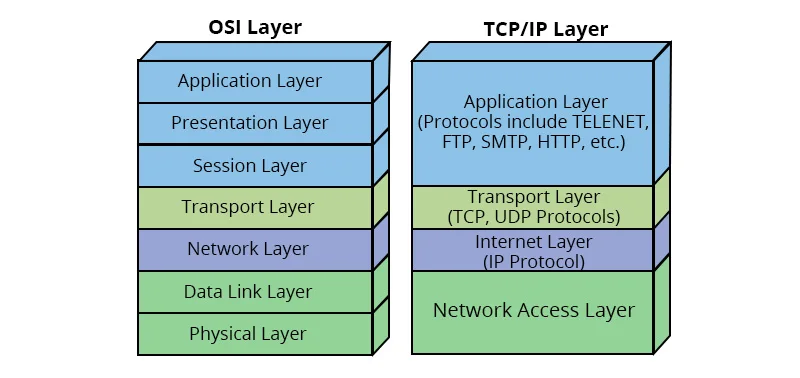 OSI Layer
Application Layer
Presentation Layer
Session Layer
Transport Layer
Network Layer
Data Link Layer
Physical Layer
TCP/IP Layer
Application Layer
(Protocols include TELENET,
FTP, SMTP, HTTP, etc.)
Transport Layer
(TCP, UDP Protocols)
Internet Layer
(IP Protocol)
Network Access Layer